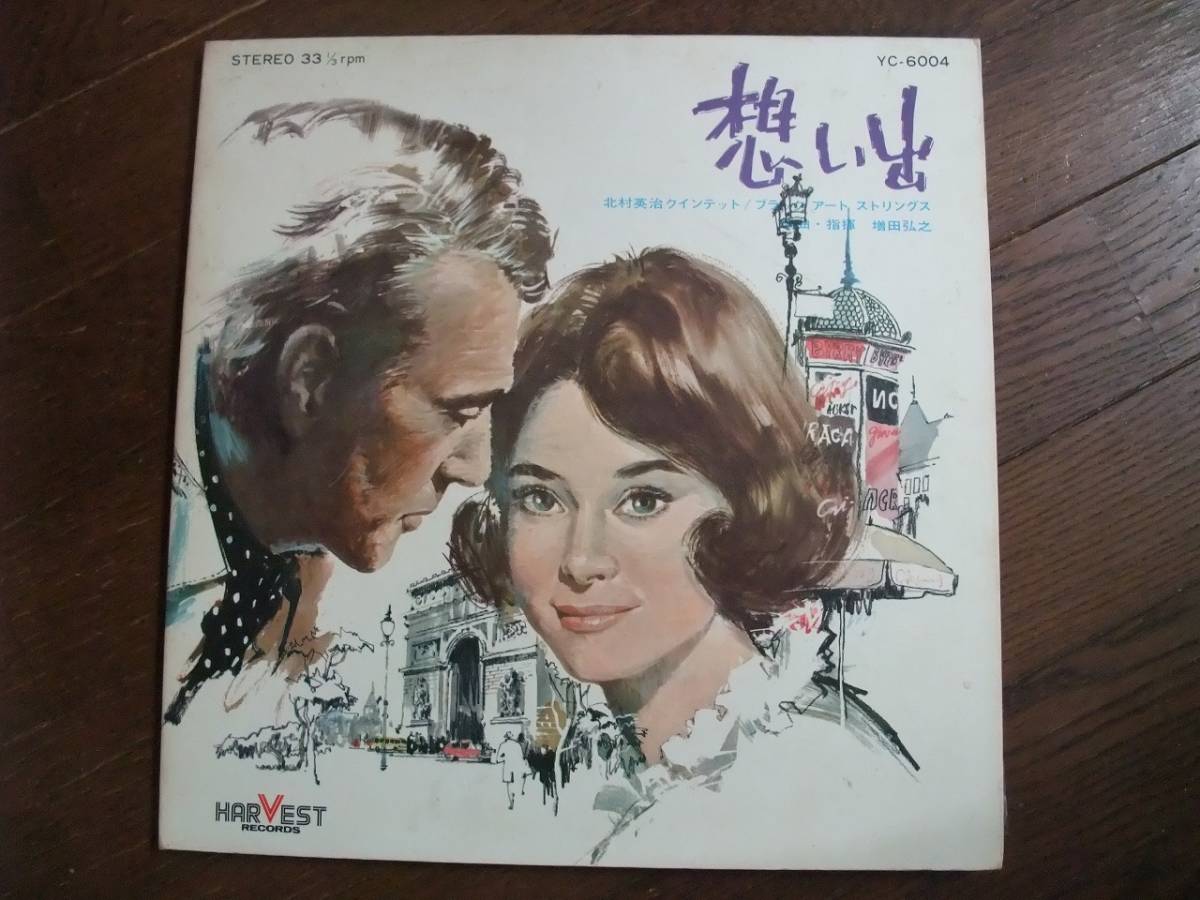 STEREO 33 1/3 rpm
YC-6004
想い出
北村英治クインテット/ブラ アート ストリングス
曲・指揮 増田弘之
NO
RAGA
HARVEST
RECORDS